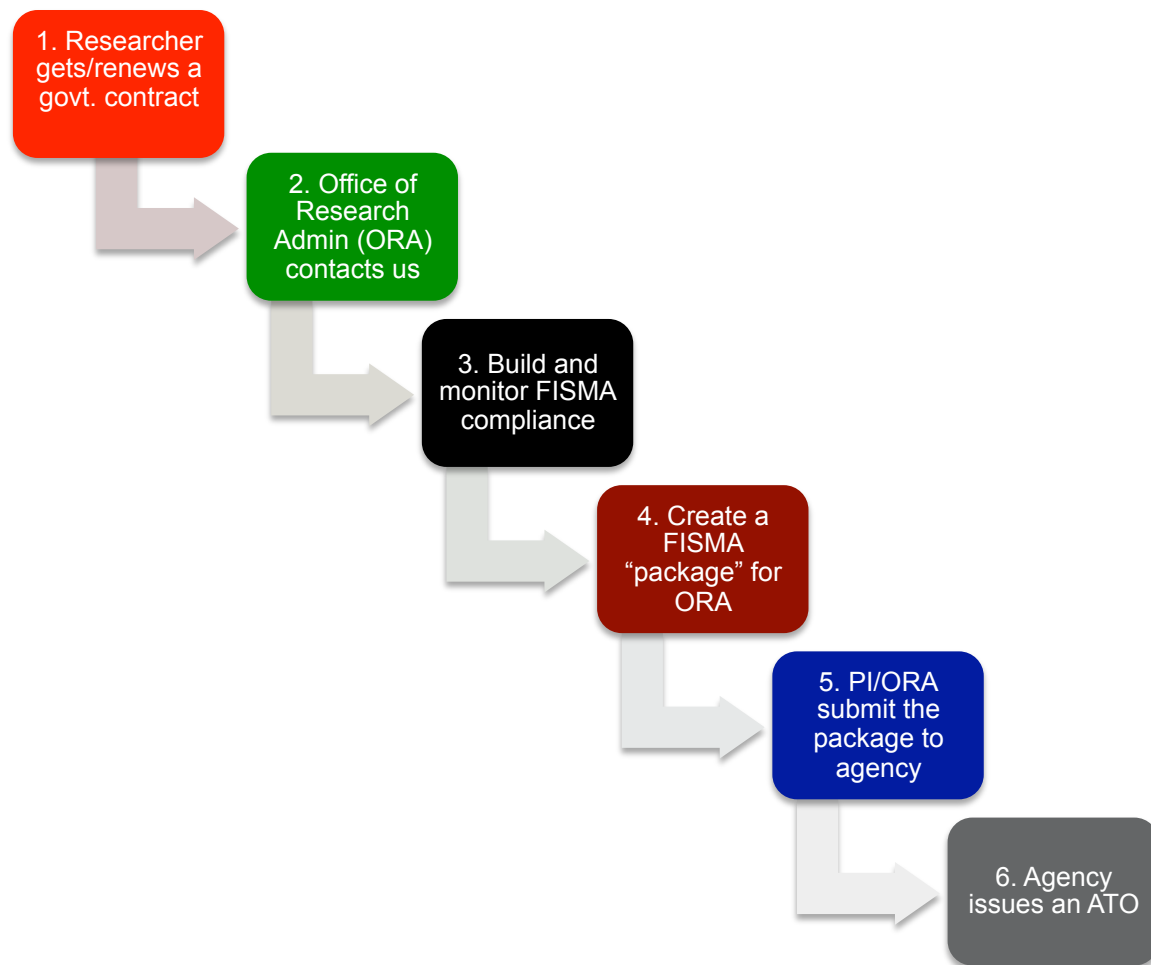 1. Researcher
gets/renews a
govt. contract
2. Office of
Research
Admin (ORA)
contacts us
3. Build and
monitor FISMA
compliance
4. Create a
FISMA
“package” for
ORA
5. PI/ORA
submit the
package to
agency
6. Agency
issues an ATO